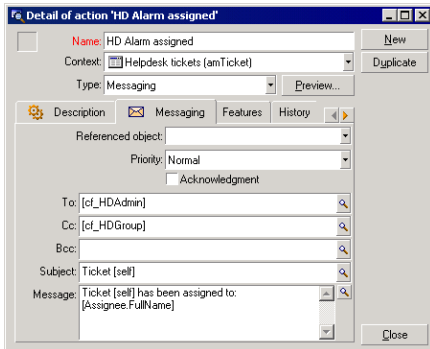 Detail of action 'HD Alarm assigned'
Name: HD Alarm assigned
New
Context: Helpdesk tickets (amTicket)
Duplicate
Type: Messaging
Preview...
Description Messaging Features History
Referenced object:
Priority: Normal
Acknowledgment
To: [cf_HDAdmin]
Cc: [cf_HDGroup]
Bcc:
Subject: Ticket [self]
Message: Ticket [self] has been assigned to:
[Assignee.FullName]
Close